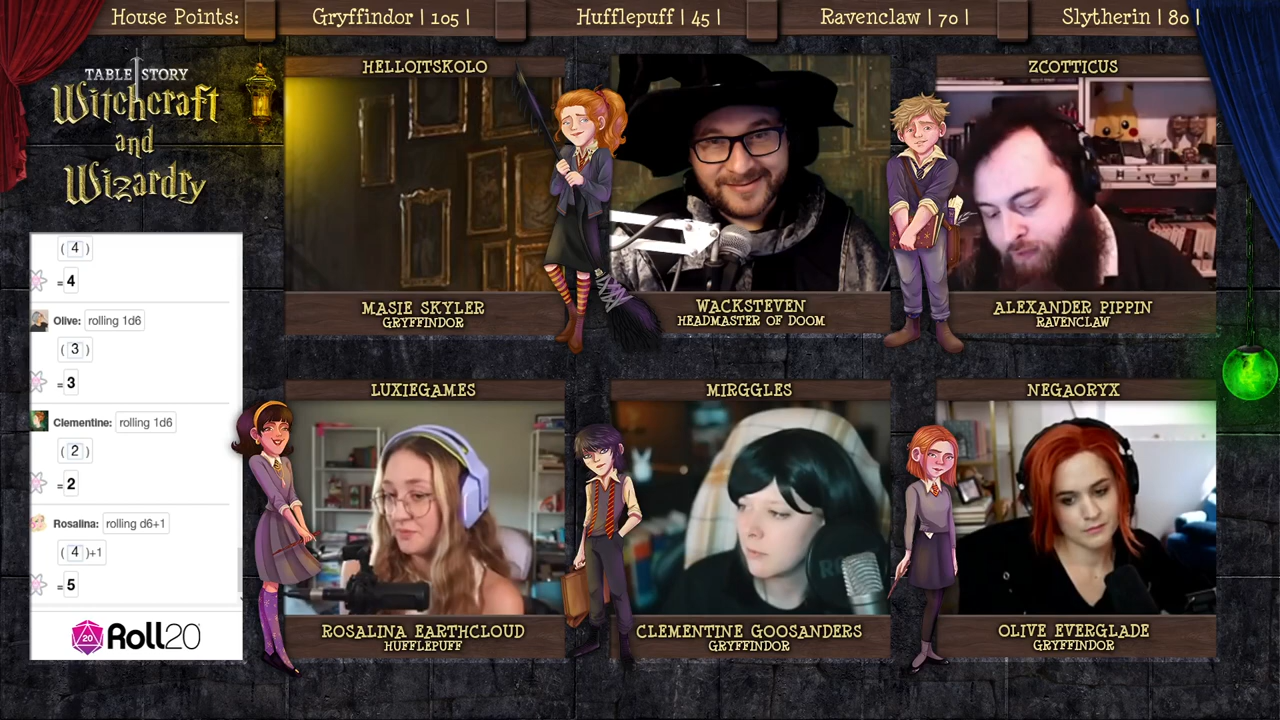 House Points:
Gryffindor | 105 |
Hufflepuff | 45 |
Ravenclaw | 70 |
Slytherin | 80 |
TABLE STORY
Witchcraft
and
Wizardry
HELLOITSKOLO
ZCOTTICUS
MASIE SKYLER
GRYFFINDOR
WACKSTEVEN
HEADMASTER OF DOOM
ALEXANDER PIPPIN
RAVENCLAW
( 4 )
= 4
Olive: rolling 1d6
( 3 )
= 3
Clementine: rolling 1d6
( 2 )
= 2
Rosalina: rolling d6+1
( 4 )+1
= 5
20 Roll20
LUXIEGAMES
MIRGGLES
NEGAORYX
ROSALINA EARTHCLOUD
HUFFLEPUFF
CLEMENTINE GOOSANDERS
GRYFFINDOR
OLIVE EVERGLADE
GRYFFINDOR